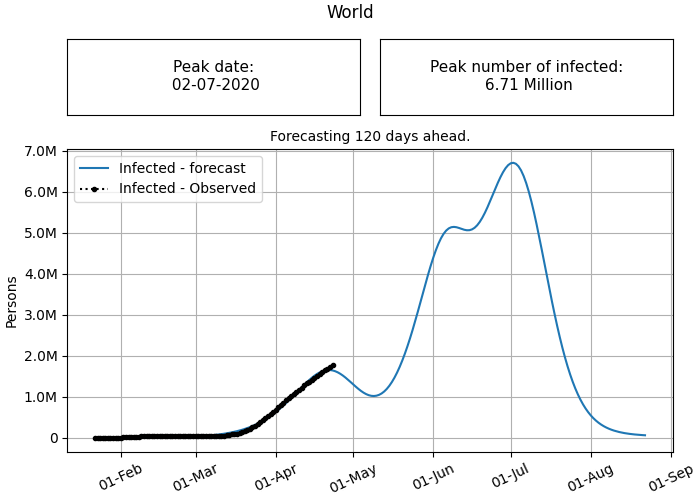 World
Peak date:
02-07-2020
Peak number of infected:
6.71 Million
Forecasting 120 days ahead.
7.0M
6.0M
5.0M
4.0M
3.0M
2.0M
1.0M
0
Persons
Infected - forecast
Infected - Observed
01-Feb
01-Mar
01-Apr
01-May
01-Jun
01-Jul
01-Aug
01-Sep